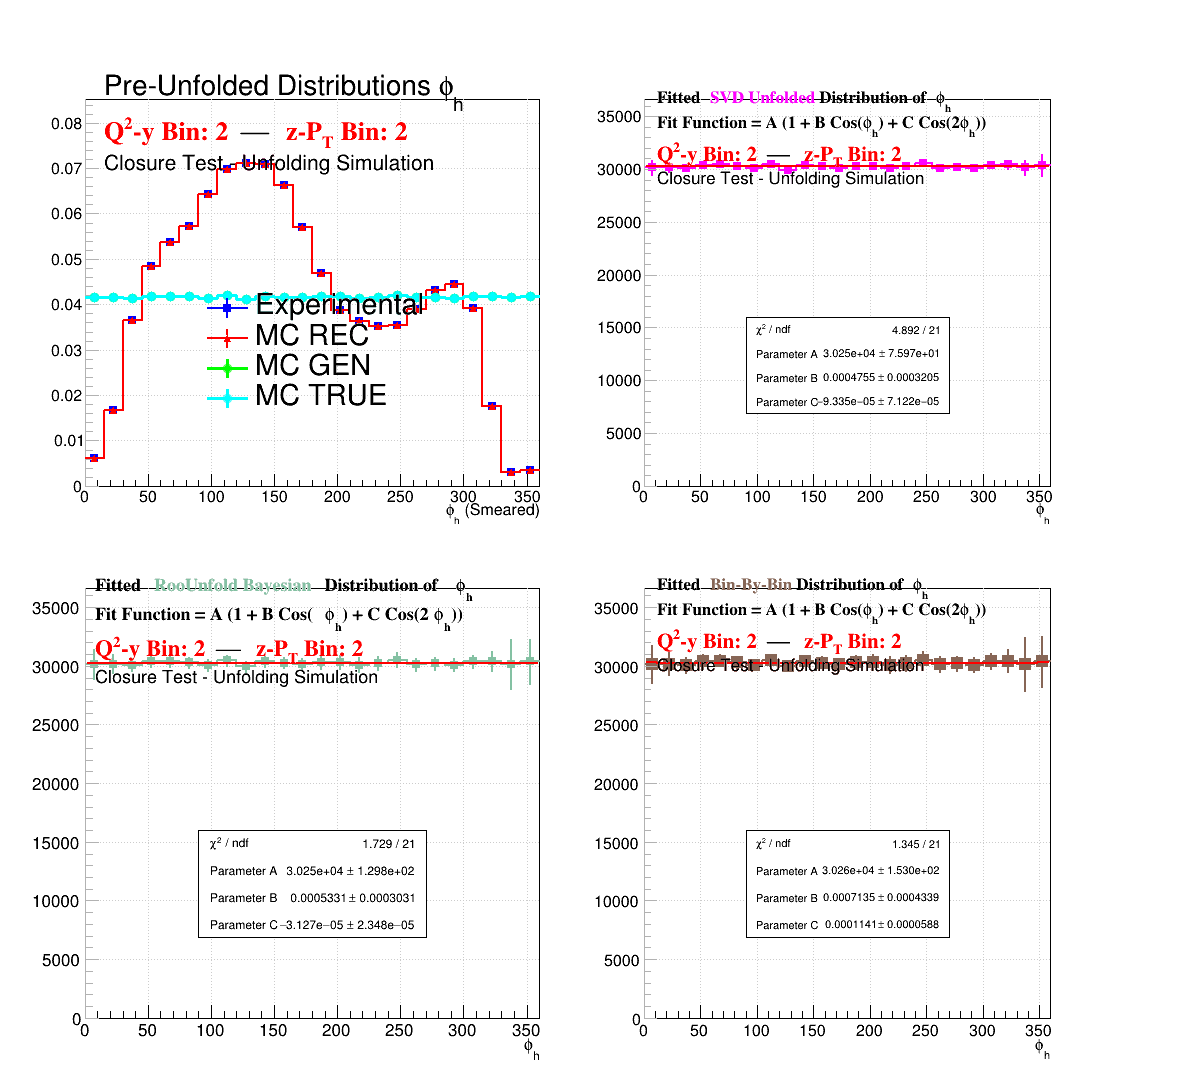 Pre-Unfolded Distributions ϕh
Q²-y Bin: 2 — z-PT Bin: 2
Closure Test - Unfolding Simulation
0.08
0.07
0.06
0.05
0.04
0.03
0.02
0.01
0
Experimental
MC REC
MC GEN
MC TRUE
0 50 100 150 200 250 300 350
ϕh (Smeared)
Fitted SVD Unfolded Distribution of ϕh
Fit Function = A (1 + B Cos(ϕh) + C Cos(2ϕh))
Q²-y Bin: 2 — z-PT Bin: 2
Closure Test - Unfolding Simulation
35000
30000
25000
20000
15000
10000
5000
0
χ² / ndf 4.892 / 21
Parameter A 3.025e+04 ± 7.597e+01
Parameter B 0.0004755 ± 0.0003205
Parameter C −9.335e−05 ± 7.122e−05
0 50 100 150 200 250 300 350
ϕh
Fitted RooUnfold Bayesian Distribution of ϕh
Fit Function = A (1 + B Cos( ϕh) + C Cos(2 ϕh))
Q²-y Bin: 2 — z-PT Bin: 2
Closure Test - Unfolding Simulation
35000
30000
25000
20000
15000
10000
5000
0
χ² / ndf 1.729 / 21
Parameter A 3.025e+04 ± 1.298e+02
Parameter B 0.0005331 ± 0.0003031
Parameter C −3.127e−05 ± 2.348e−05
0 50 100 150 200 250 300 350
ϕh
Fitted Bin-By-Bin Distribution of ϕh
Fit Function = A (1 + B Cos(ϕh) + C Cos(2ϕh))
Q²-y Bin: 2 — z-PT Bin: 2
Closure Test - Unfolding Simulation
35000
30000
25000
20000
15000
10000
5000
0
χ² / ndf 1.345 / 21
Parameter A 3.026e+04 ± 1.530e+02
Parameter B 0.0007135 ± 0.0004339
Parameter C 0.0001141 ± 0.0000588
0 50 100 150 200 250 300 350
ϕh